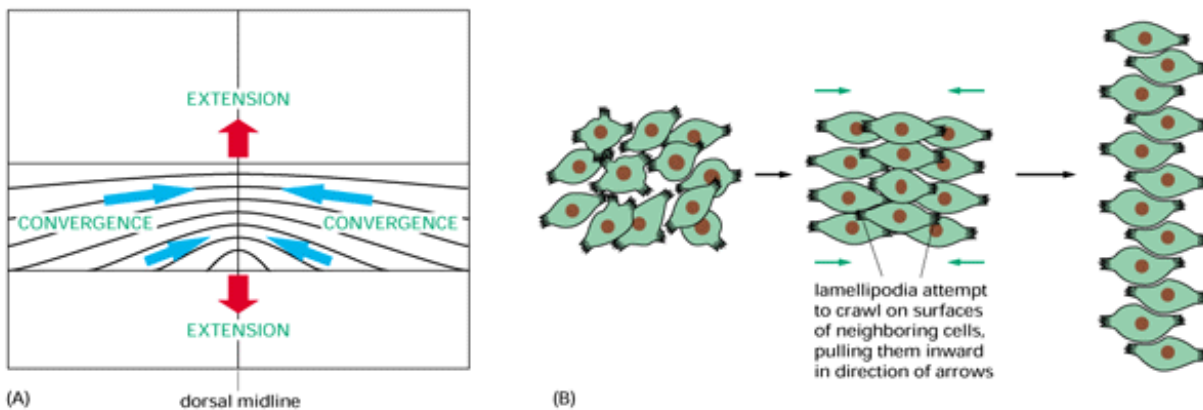 EXTENSION
CONVERGENCE CONVERGENCE
EXTENSION
(A)
dorsal midline
lamellipodia attempt
to crawl on surfaces
of neighboring cells,
pulling them inward
in direction of arrows
(B)